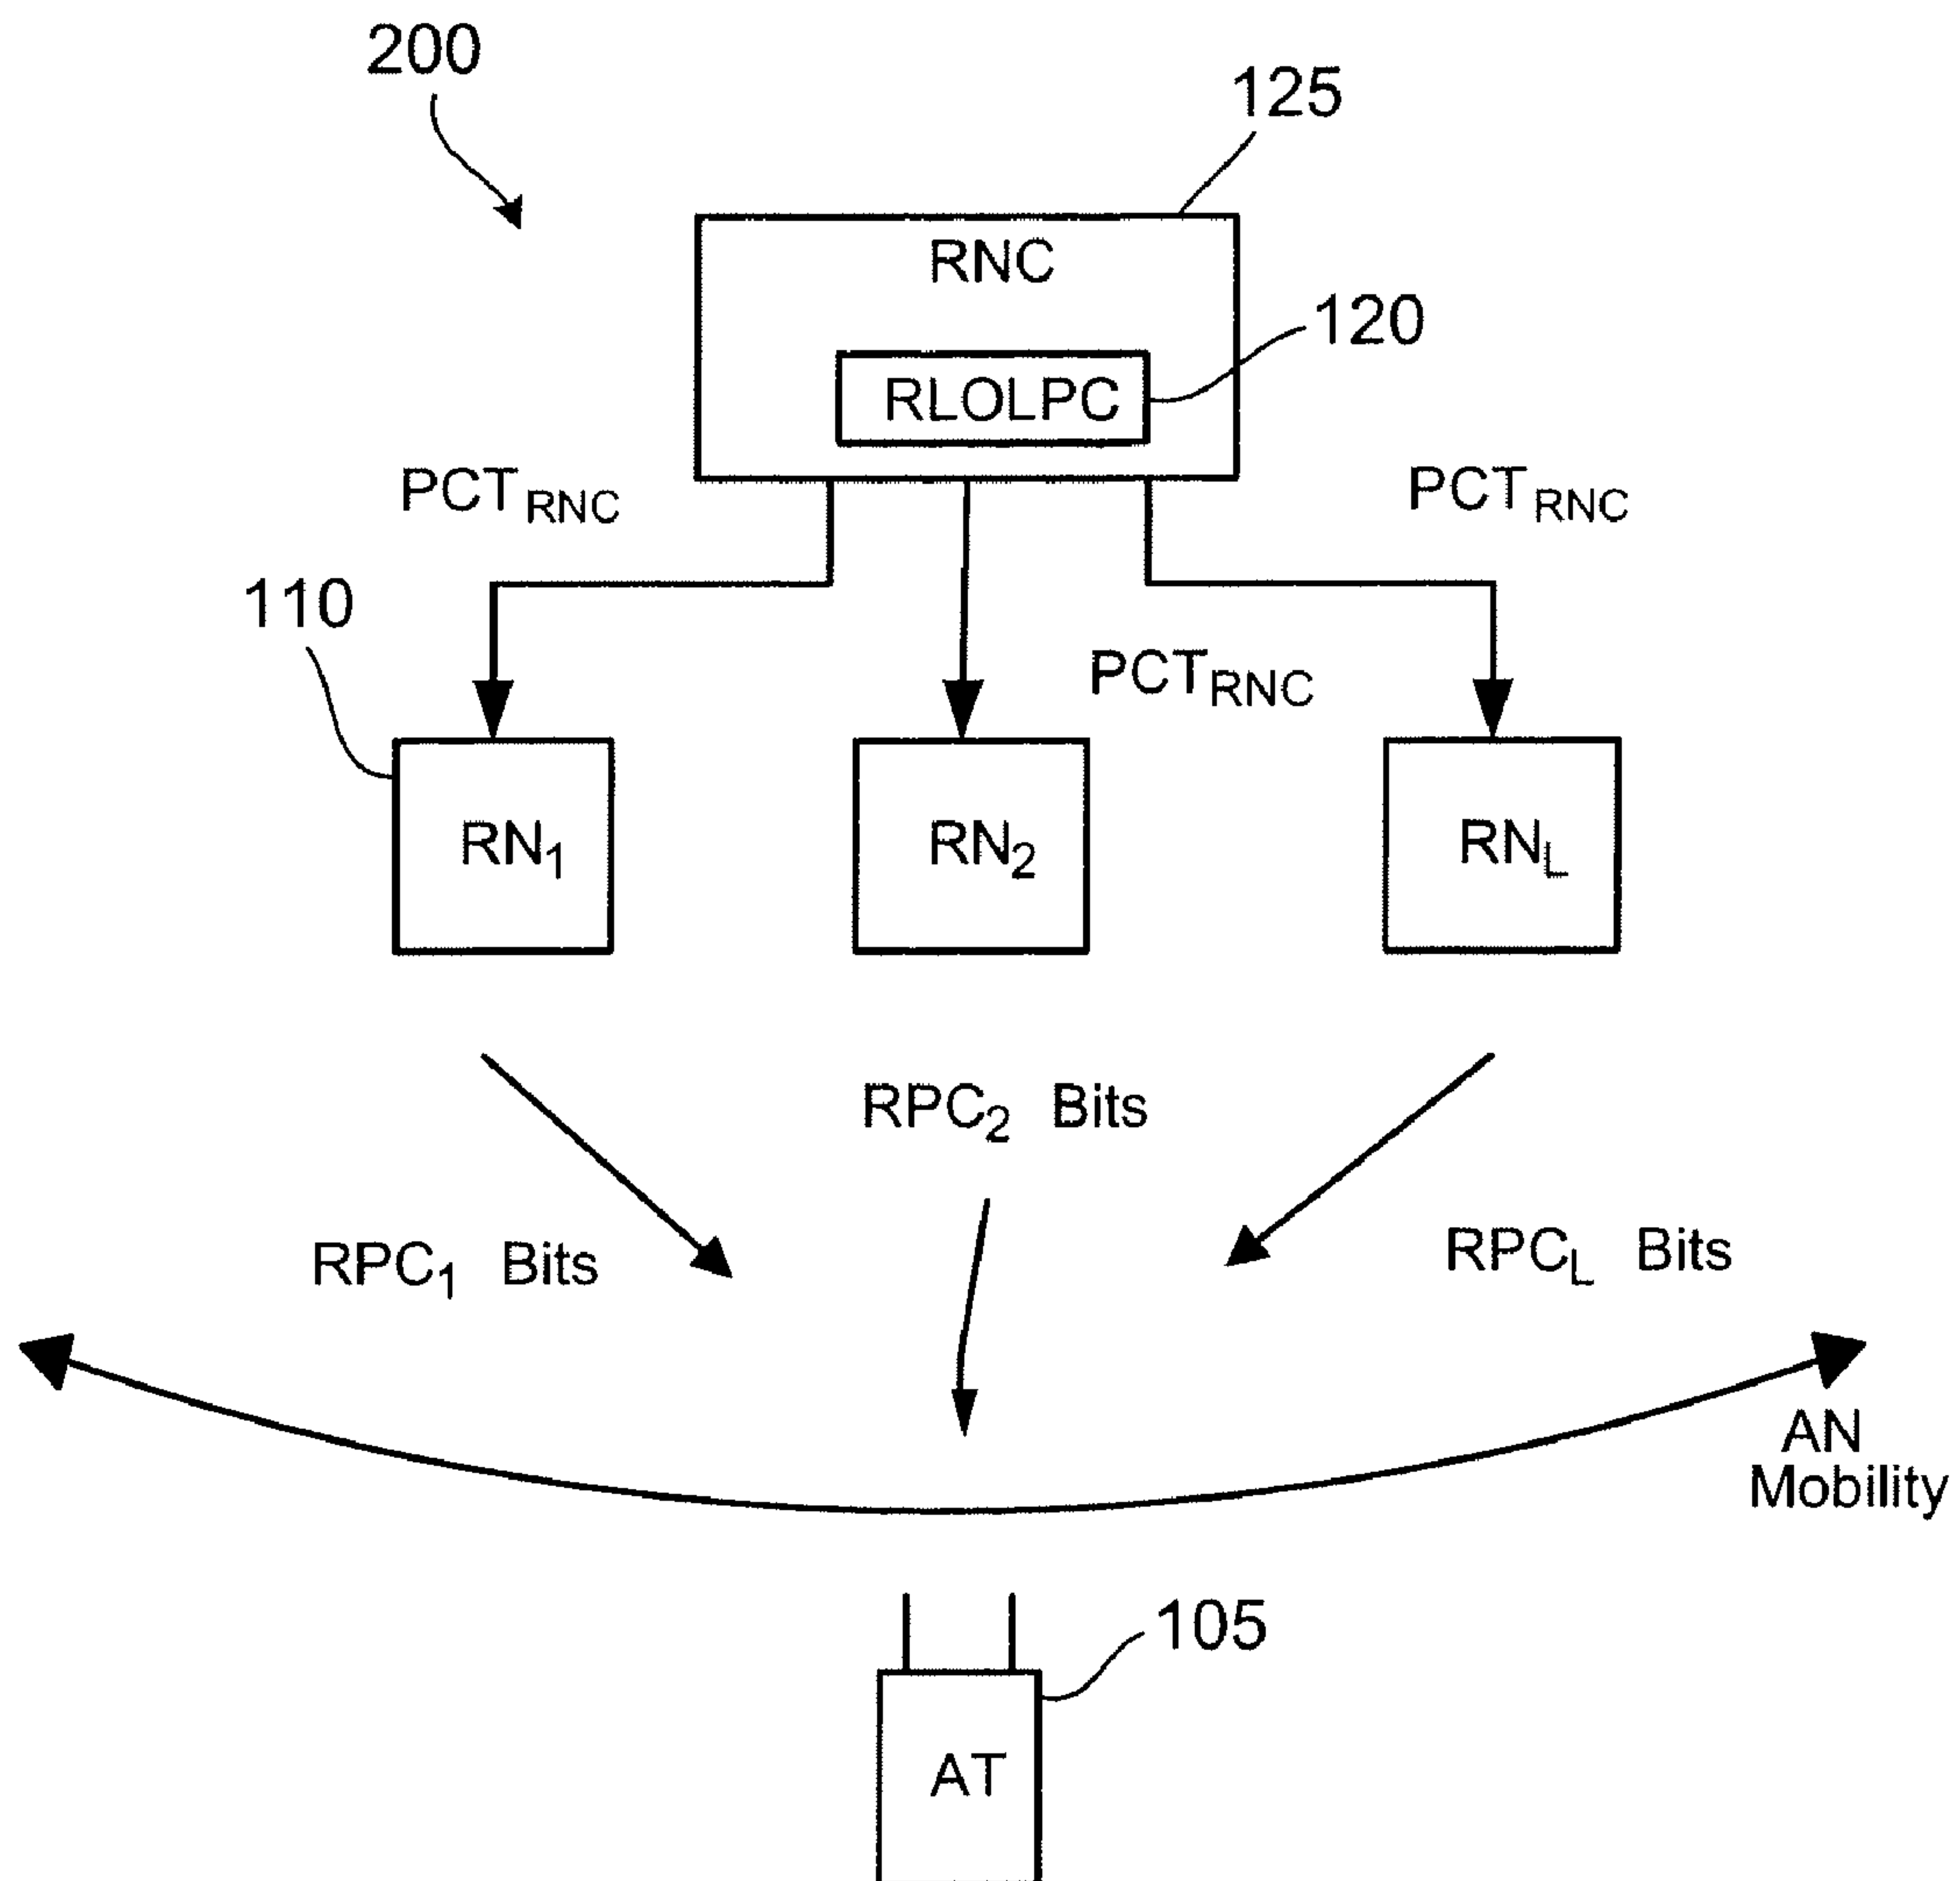 200
125
RNC
120
RLOLPC
PCT_RNC
PCT_RNC
110
PCT_RNC
RN_1
RN_2
RN_L
RPC_2 Bits
RPC_1 Bits
RPC_L Bits
AN
Mobility
105
AT